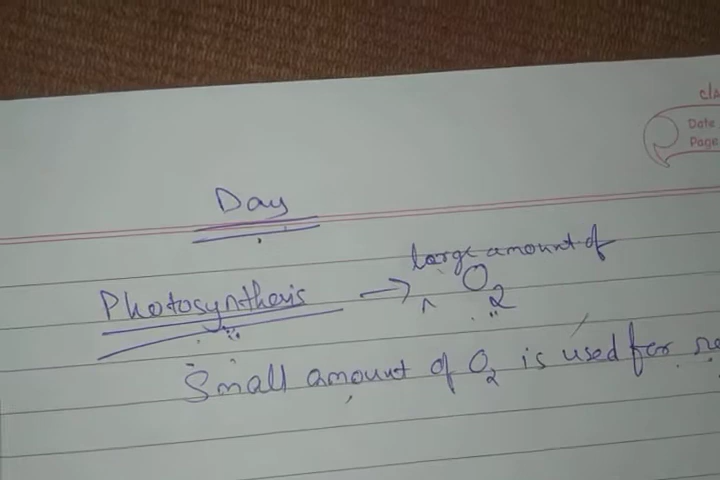 Date
Page
Day
large amount of
Photosynthesis → O2
Small amount of O2 is used for